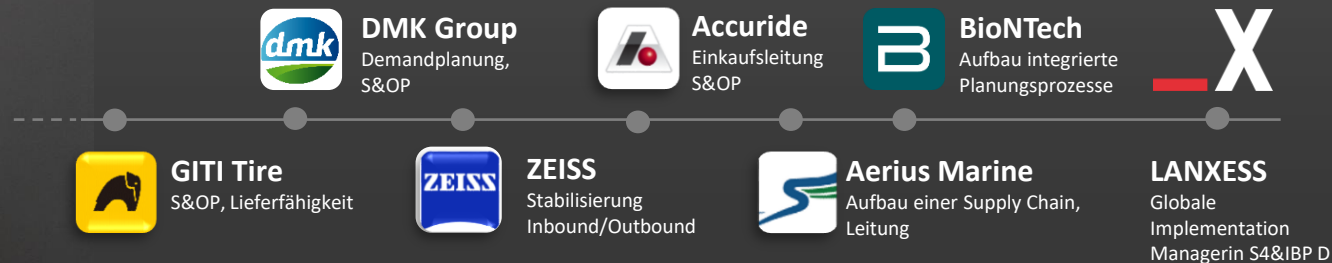 dmk
DMK Group
Demandplanung,
S&OP
Accuride
Einkaufsleitung
S&OP
BioNTech
Aufbau integrierte
Planungsprozesse
_X
GITI Tire
S&OP, Lieferfähigkeit
ZEISS
ZEISS
Stabilisierung
Inbound/Outbound
Aerius Marine
Aufbau einer Supply Chain,
Leitung
LANXESS
Globale
Implementation
Managerin S4&IBP D